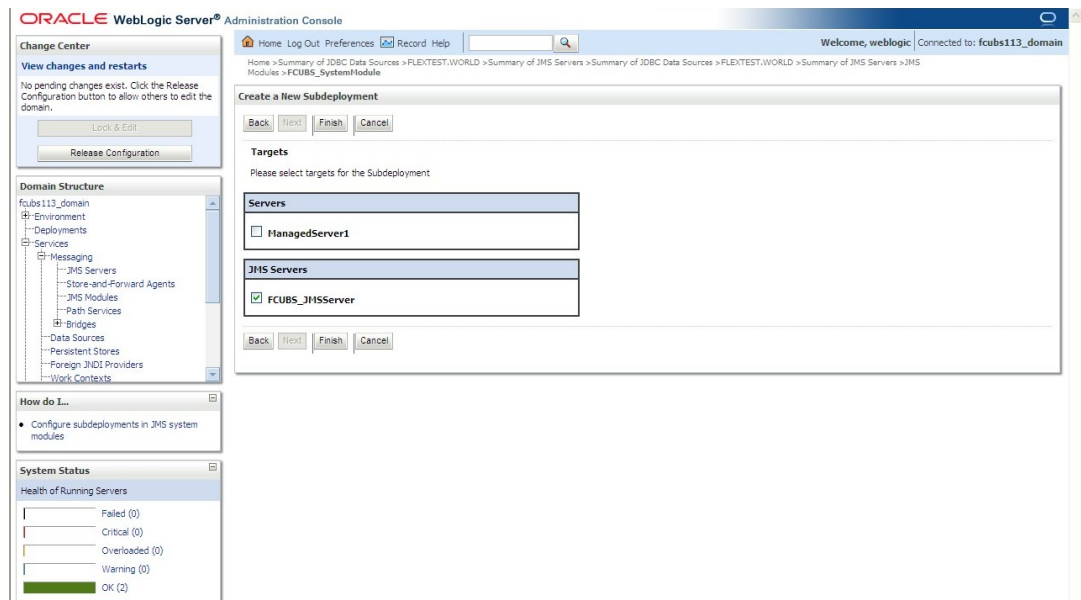 ORACLE WebLogic Server® Administration Console
Change Center
View changes and restarts
No pending changes exist. Click the Release
Configuration button to allow others to edit the
domain.
Lock & Edit
Release Configuration
Domain Structure
fcubs113_domain
Environment
Deployments
Services
Messaging
JMS Servers
Store-and-Forward Agents
JMS Modules
Path Services
Bridges
Data Sources
Persistent Stores
Foreign JNDI Providers
Work Contexts
How do I...
Configure subdeployments in JMS system
modules
System Status
Health of Running Servers
Failed (0)
Critical (0)
Overloaded (0)
Warning (0)
OK (2)
Home Log Out Preferences Record Help
Welcome, weblogic Connected to: fcubs113_domain
Home >Summary of JDBC Data Sources >FLEXTEST.WORLD >Summary of JMS Servers >Summary of JDBC Data Sources >FLEXTEST.WORLD >Summary of JMS Servers >JMS
Modules >FCUBS_SystemModule
Create a New Subdeployment
Back Next Finish Cancel
Targets
Please select targets for the Subdeployment
Servers
ManagedServer1
JMS Servers
FCUBS_JMSServer
Back Next Finish Cancel